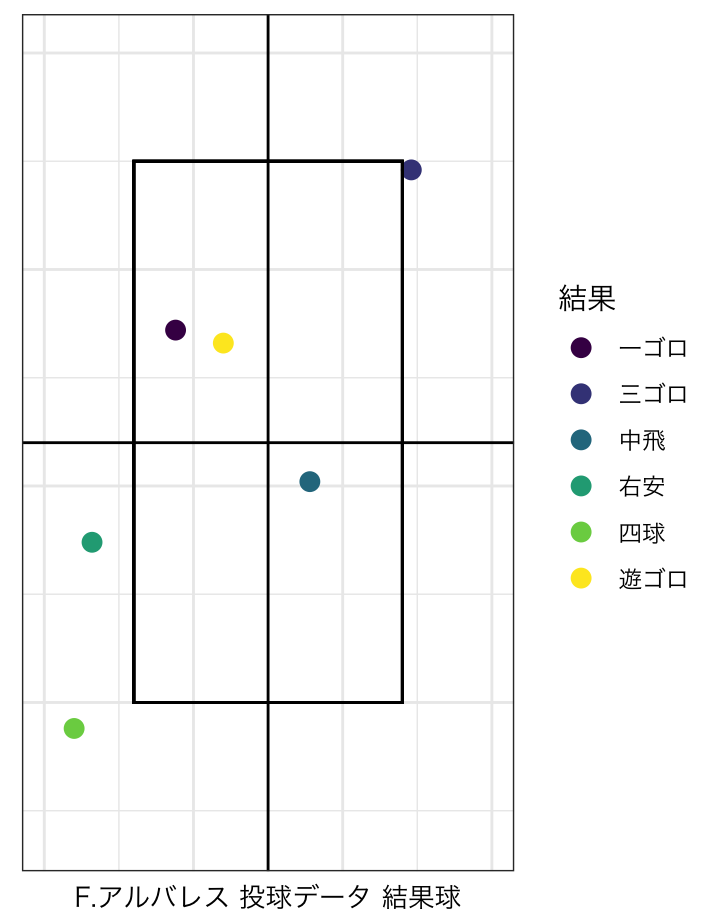 結果
一ゴロ
三ゴロ
中飛
右安
四球
遊ゴロ
F.アルバレス 投球データ 結果球